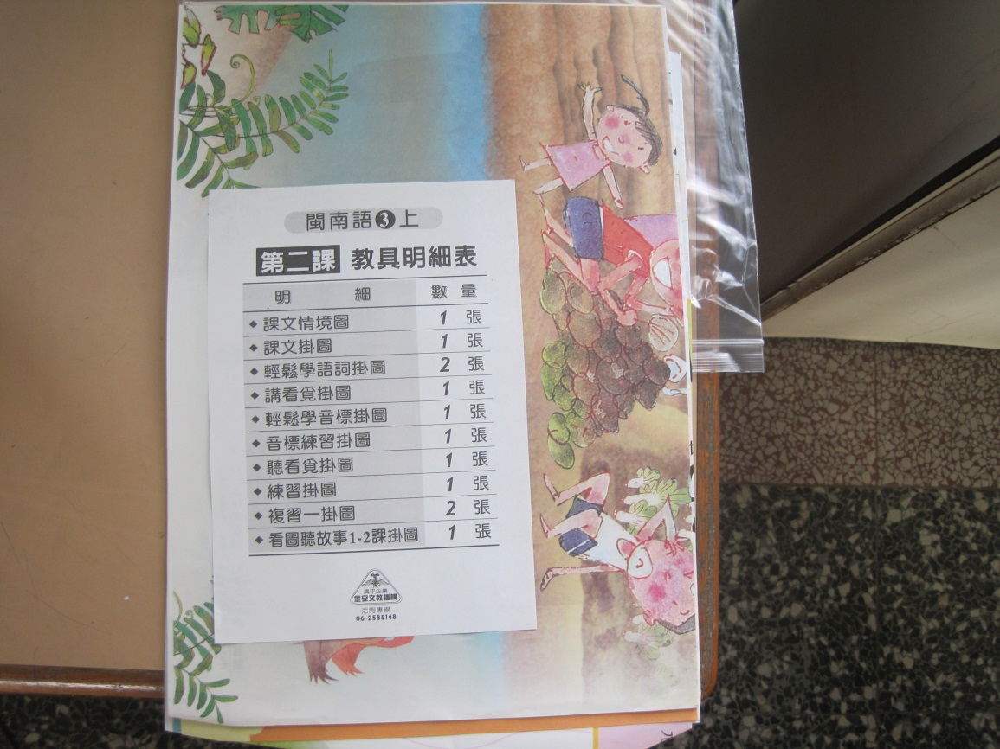 閩南語❸上
第二課 教具明細表
明 細 數 量
◆ 課文情境圖 1 張
◆ 課文掛圖 1 張
◆ 輕鬆學語詞掛圖 2 張
◆ 講看覓掛圖 1 張
◆ 輕鬆學音標掛圖 1 張
◆ 音標練習掛圖 1 張
◆ 聽看覓掛圖 1 張
◆ 練習掛圖 1 張
◆ 複習一掛圖 2 張
◆ 看圖聽故事1-2課掛圖 1 張
真平企業
金安文教機構
洽詢專線
06-2585148